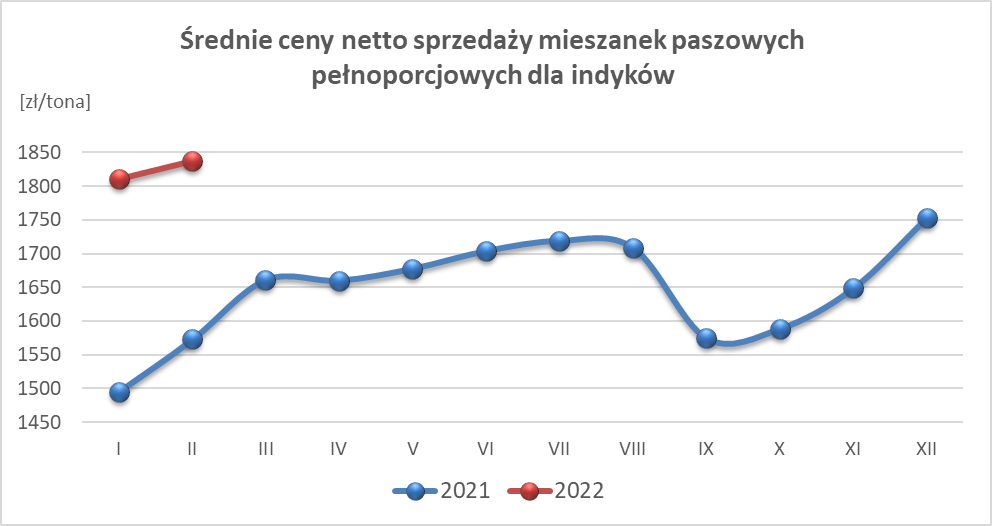 Średnie ceny netto sprzedaży mieszanek paszowych
pełnoporcjowych dla indyków
[zł/tona]
1850
1800
1750
1700
1650
1600
1550
1500
1450
I II III IV V VI VII VIII IX X XI XII
2021 2022